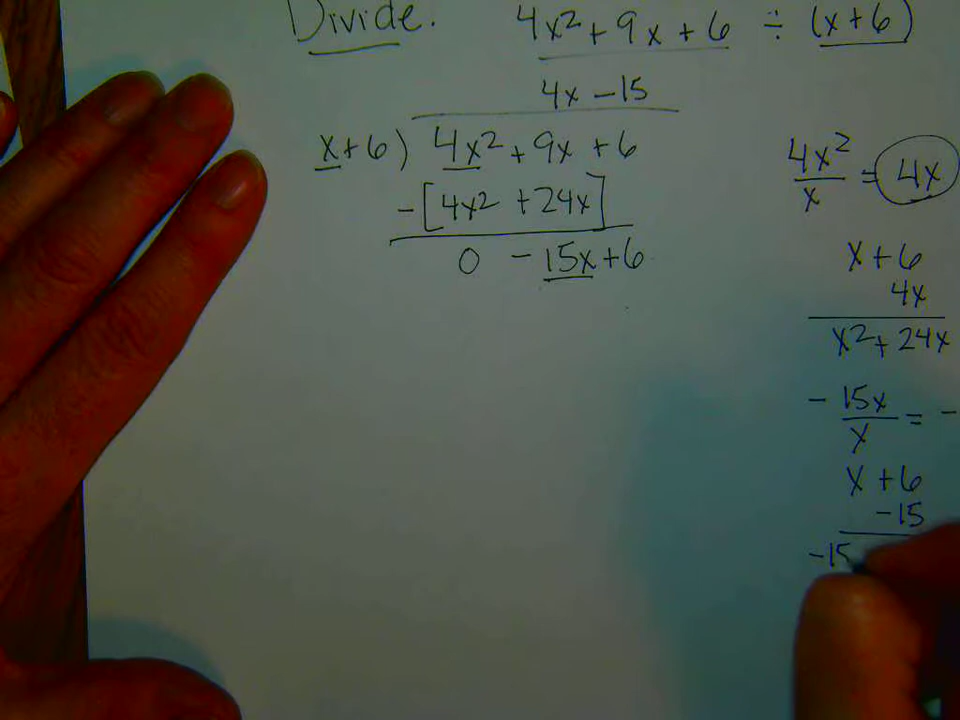 Divide. 4x² + 9x + 6 ÷ (x+6)
4x - 15
x+6) 4x² + 9x + 6
-[4x² + 24x]
0 - 15x + 6
4x²/x = 4x
x + 6
4x
x² + 24x
- 15x/x = -
x + 6
-15
-15